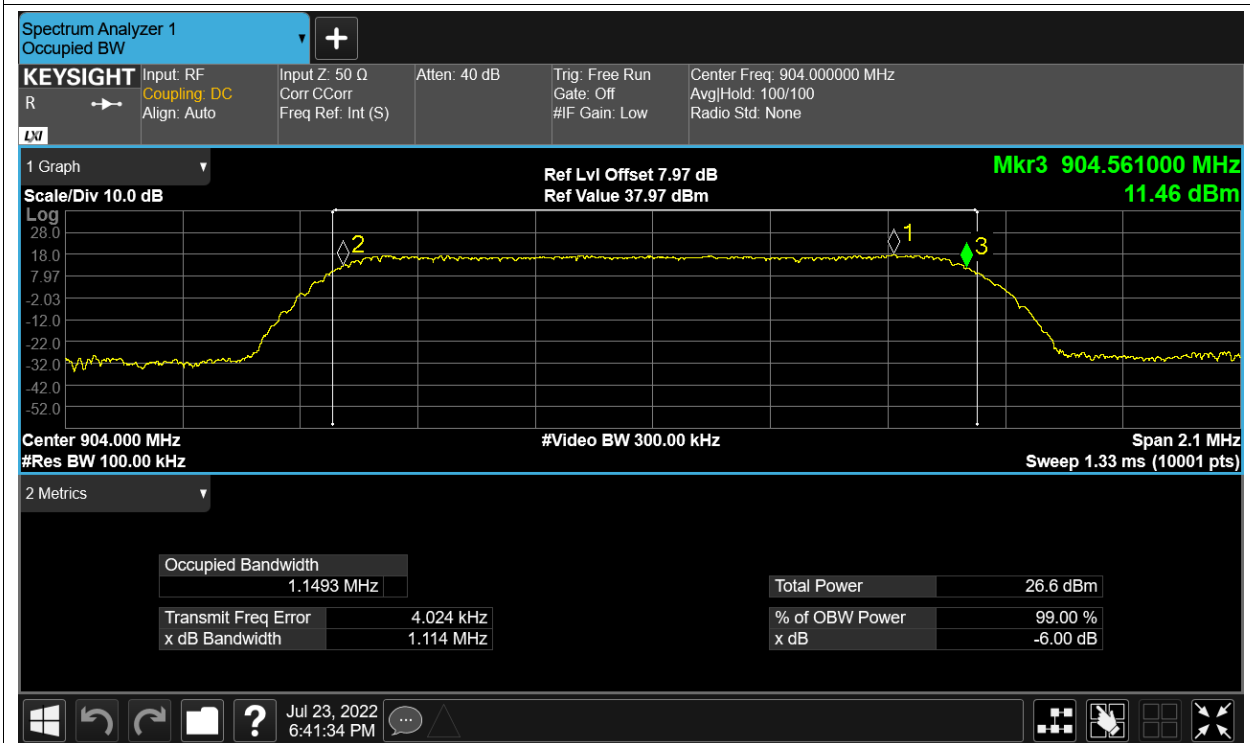 Spectrum Analyzer 1
Occupied BW
KEYSIGHT
R
LXI
Input: RF
Coupling: DC
Align: Auto
Input Z: 50 Ω
Corr CCorr
Freq Ref: Int (S)
Atten: 40 dB
Trig: Free Run
Gate: Off
#IF Gain: Low
Center Freq: 904.000000 MHz
Avg|Hold: 100/100
Radio Std: None
1 Graph
Scale/Div 10.0 dB
Ref Lvl Offset 7.97 dB
Ref Value 37.97 dBm
Mkr3 904.561000 MHz
11.46 dBm
Log
28.0
18.0
7.97
-2.03
-12.0
-22.0
-32.0
-42.0
-52.0
2
1
3
Center 904.000 MHz
#Res BW 100.00 kHz
#Video BW 300.00 kHz
Span 2.1 MHz
Sweep 1.33 ms (10001 pts)
2 Metrics
Occupied Bandwidth
1.1493 MHz
Transmit Freq Error 4.024 kHz
x dB Bandwidth 1.114 MHz
Total Power 26.6 dBm
% of OBW Power 99.00 %
x dB -6.00 dB
?
Jul 23, 2022
6:41:34 PM